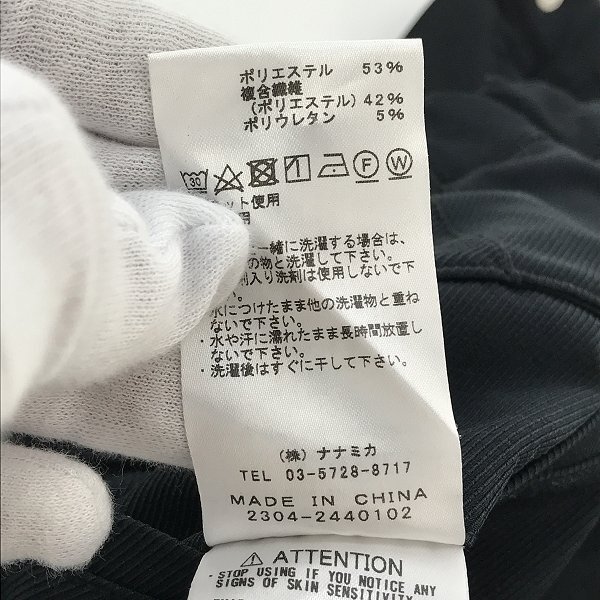 ポリエステル 53%
複合繊維
(ポリエステル) 42%
ポリウレタン 5%
30 F W
ット使用
用
一緒に洗濯する場合は、
の物と洗濯して下さい。
剤入り洗剤は使用しないで下
い。
水につけたまま他の洗濯物と重ね
ないで下さい。
・水や汗に濡れたまま長時間放置し
ないで下さい。
・洗濯後はすぐに干して下さい。
(株) ナナミカ
TEL 03-5728-8717
MADE IN CHINA
2304-2440102
ATTENTION
・STOP USING IF YOU NOTICE ANY
SIGNS OF SKIN SENSITIVITY